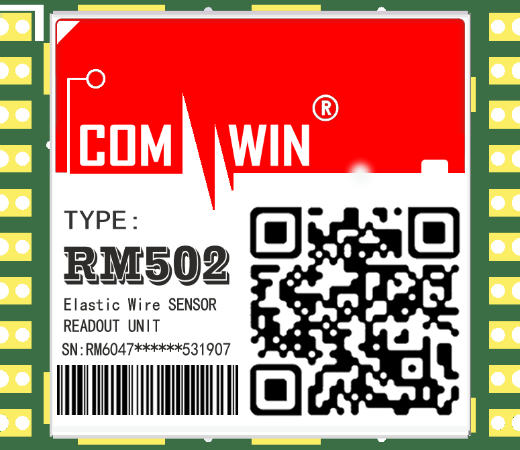 COM WIN®
TYPE:
RM502
Elastic Wire SENSOR
READOUT UNIT
SN:RM6047******531907